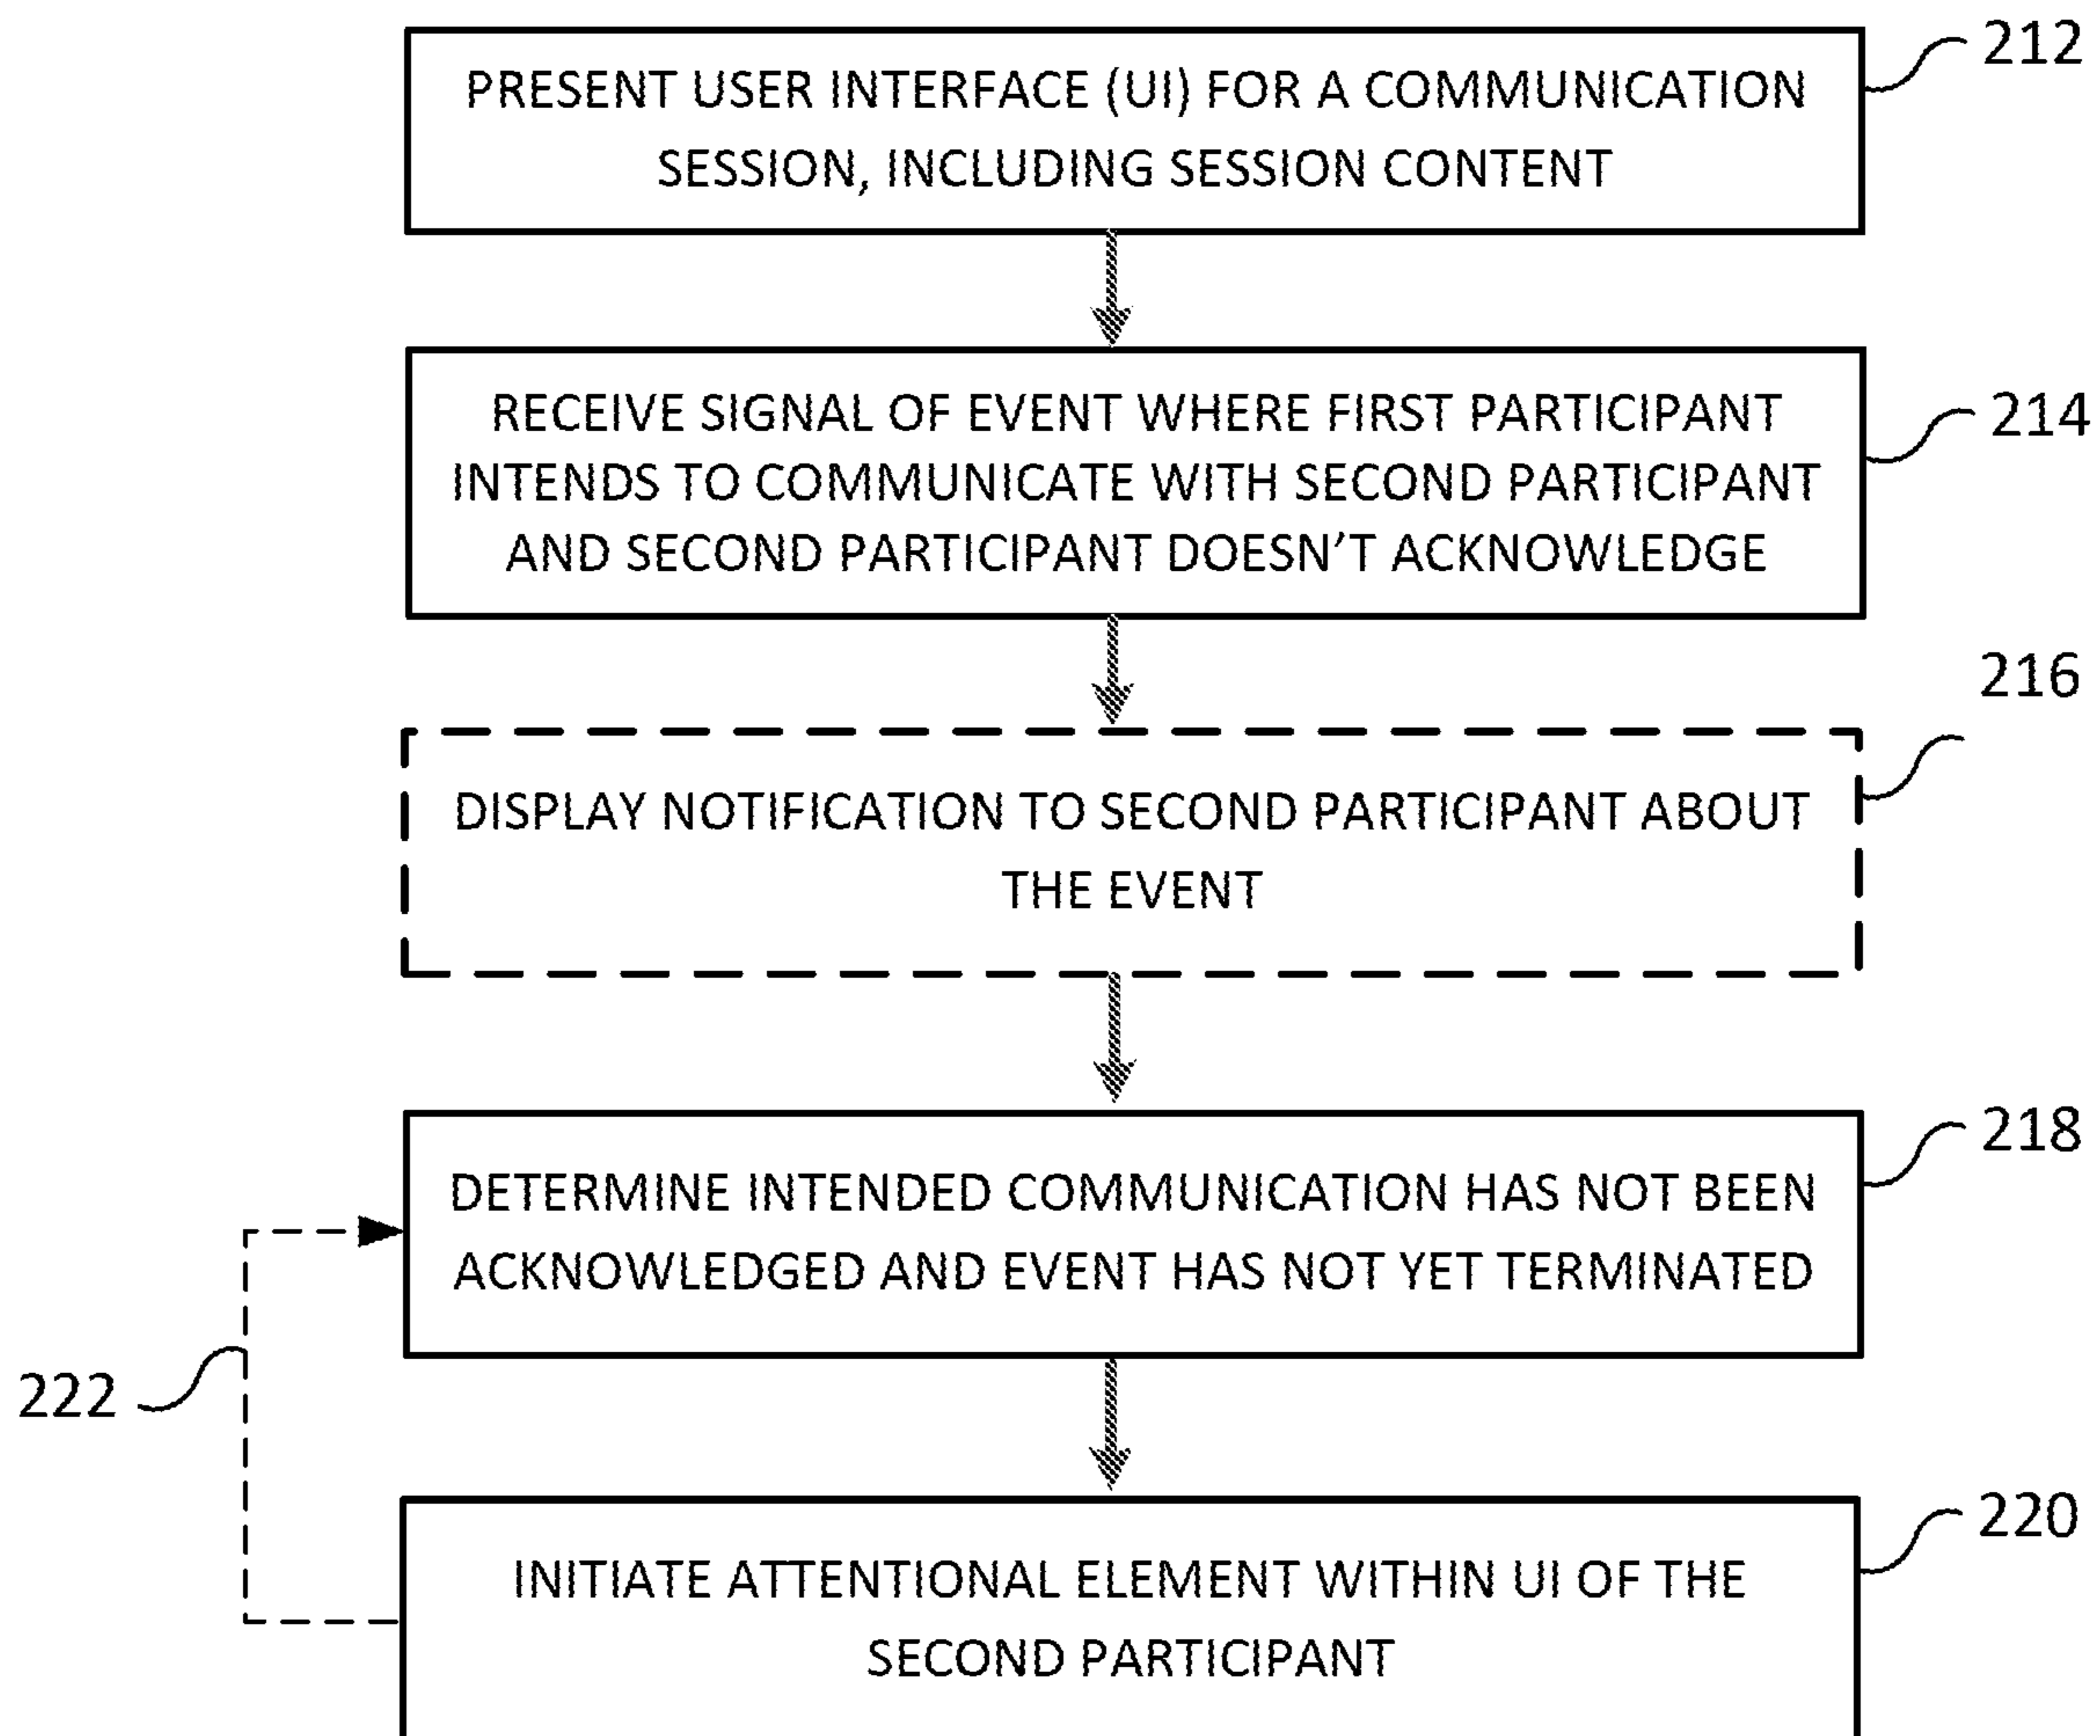 PRESENT USER INTERFACE (UI) FOR A COMMUNICATION
SESSION, INCLUDING SESSION CONTENT
212
RECEIVE SIGNAL OF EVENT WHERE FIRST PARTICIPANT
INTENDS TO COMMUNICATE WITH SECOND PARTICIPANT
AND SECOND PARTICIPANT DOESN'T ACKNOWLEDGE
214
216
DISPLAY NOTIFICATION TO SECOND PARTICIPANT ABOUT
THE EVENT
218
DETERMINE INTENDED COMMUNICATION HAS NOT BEEN
ACKNOWLEDGED AND EVENT HAS NOT YET TERMINATED
222
220
INITIATE ATTENTIONAL ELEMENT WITHIN UI OF THE
SECOND PARTICIPANT